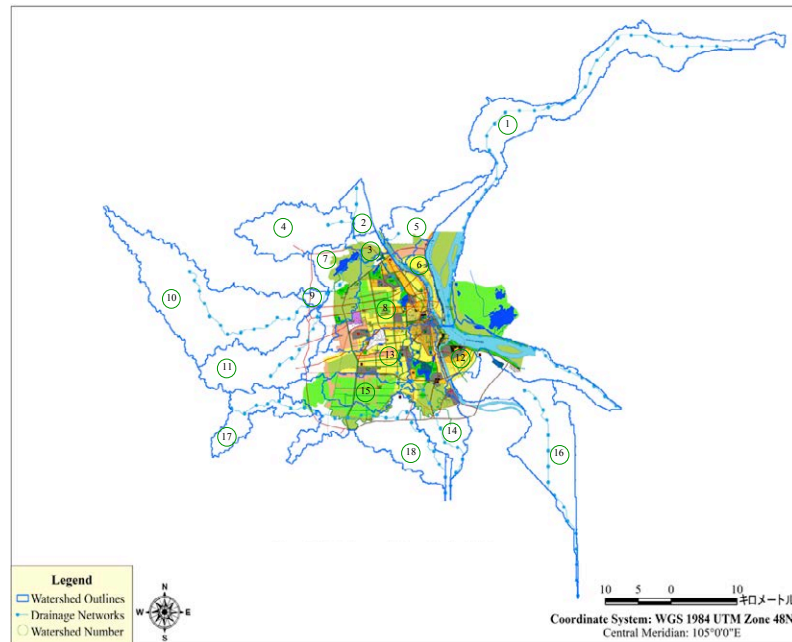 1
2
5
4
3
7
6
10
9
8
11
13
12
15
14
17
18
16
Legend
Watershed Outlines
Drainage Networks
Watershed Number
N
W E
S
10 5 0 10
キロメートル
Coordinate System: WGS 1984 UTM Zone 48N
Central Meridian: 105°0'0"E